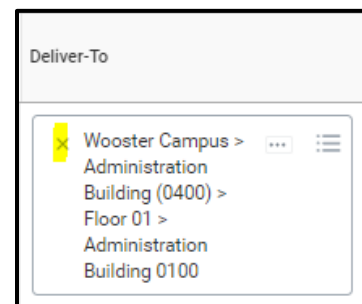 Deliver-To
Wooster Campus >
Administration
Building (0400) >
Floor 01 >
Administration
Building 0100